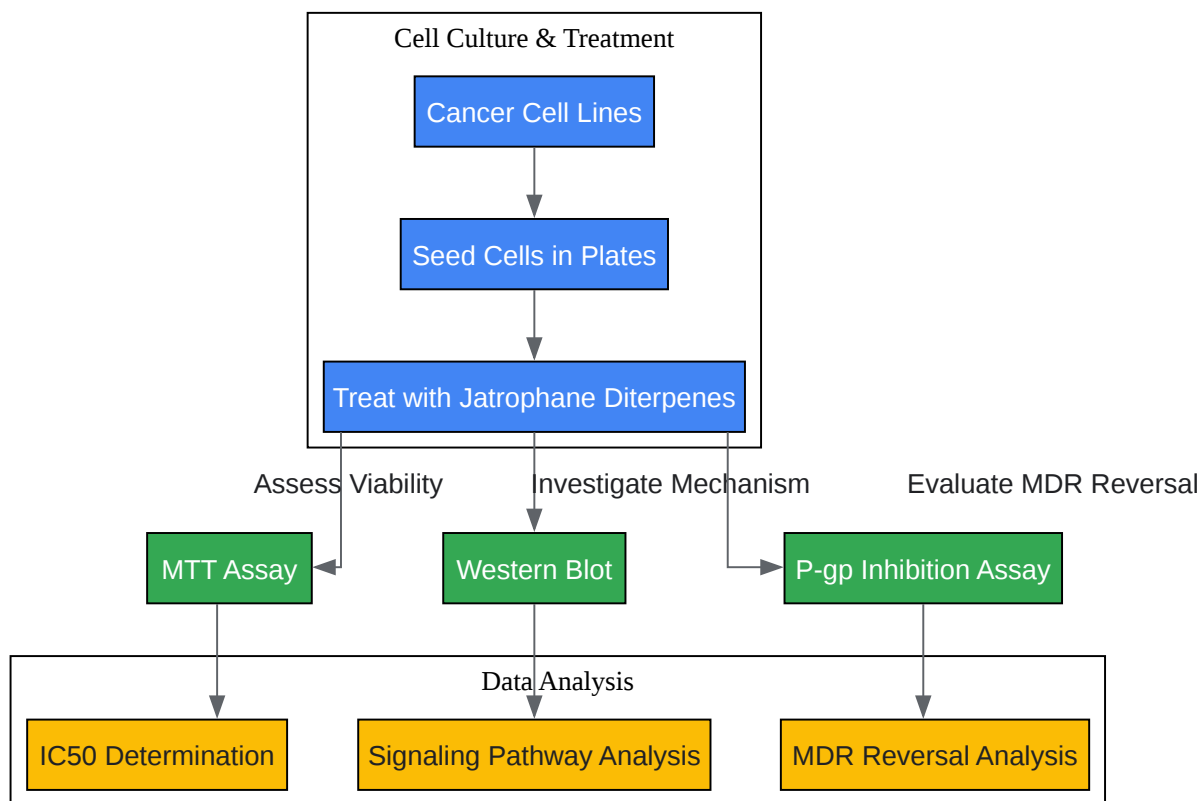 Cell Culture & Treatment
Cancer Cell Lines
Seed Cells in Plates
Treat with Jatrophane Diterpenes
Assess Viability
Investigate Mechanism
Evaluate MDR Reversal
MTT Assay
Western Blot
P-gp Inhibition Assay
Data Analysis
IC50 Determination
Signaling Pathway Analysis
MDR Reversal Analysis